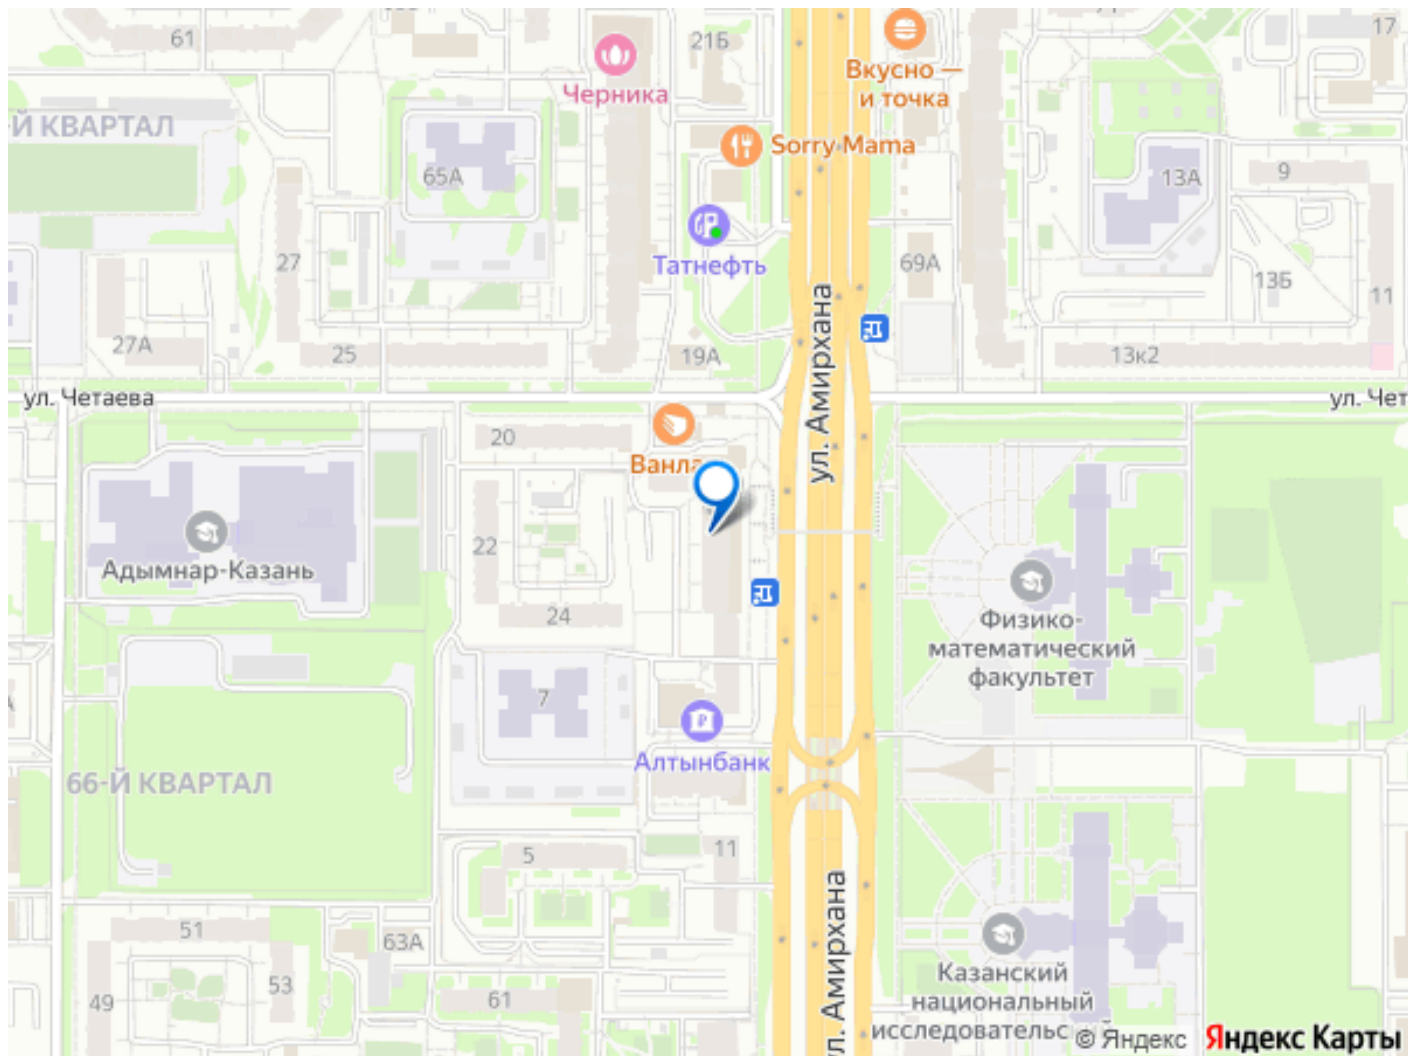 61
21Б
17
Черника
Вкусно —
и точка
-Й КВАРТАЛ
Sorry Mama
65А
13А
9
27
Татнефть
69А
13Б
11
27А
25
19А
13к2
ул. Амирхана
ул. Четаева
ул. Чет
20
Ванла
22
Адымнар-Казань
24
Физико-
математический
факультет
7
Алтынбанк
66-Й КВАРТАЛ
5
11
ул. Амирхана
51
63А
53
49
61
Казанский
национальный
исследовательс
© Яндекс
Яндекс Карты